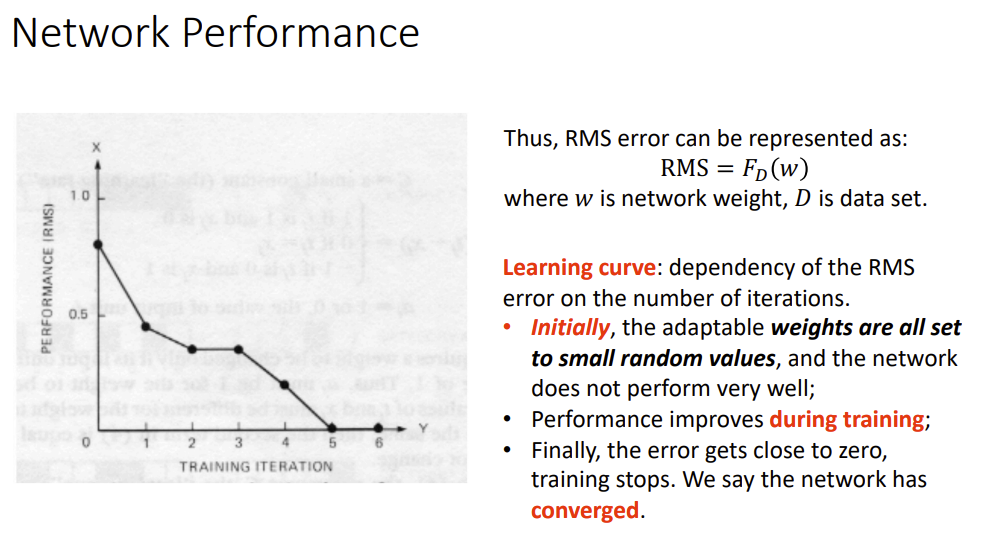 Network Performance
X
1.0
PERFORMANCE (RMS)
0.5
0
1
2
3
4
5
6
Y
TRAINING ITERATION
Thus, RMS error can be represented as:
RMS = F_D(w)
where w is network weight, D is data set.
Learning curve: dependency of the RMS
error on the number of iterations.
• Initially, the adaptable weights are all set
to small random values, and the network
does not perform very well;
• Performance improves during training;
• Finally, the error gets close to zero,
training stops. We say the network has
converged.